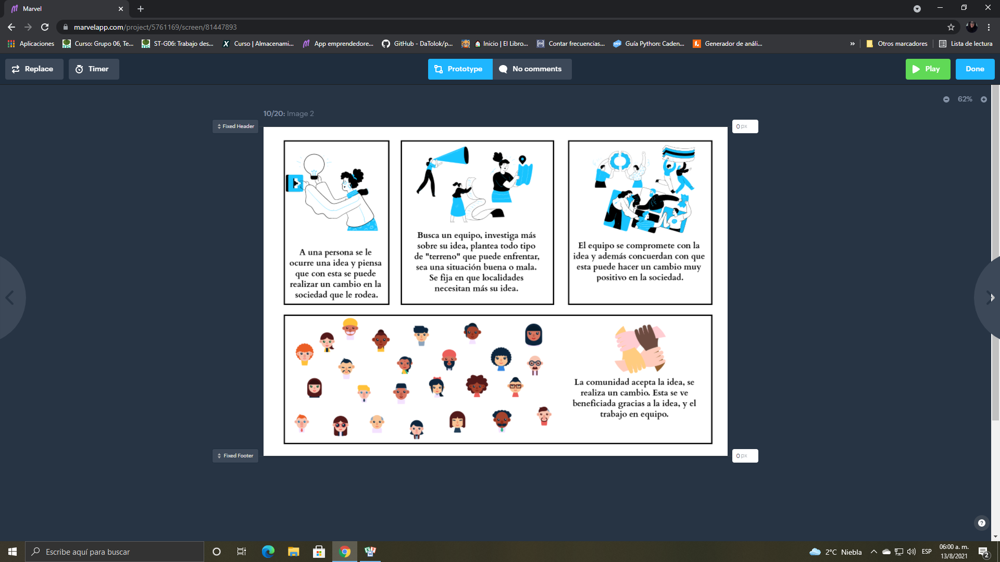 Marvel
marvelapp.com/project/5761169/screen/81447893
Aplicaciones
Curso: Grupo 06, Te...
ST-G06: Trabajo des...
Curso | Almacenami...
App emprendedore...
GitHub - DaTolok/p...
Inicio | El Libro...
Contar frecuencias...
Guía Python: Caden...
Generador de análi...
»
Otros marcadores
Lista de lectura
Replace
Timer
Prototype
No comments
Play
Done
62%
10/20: Image 2
Fixed Header
0 px
A una persona se le
ocurre una idea y piensa
que con esta se puede
realizar un cambio en la
sociedad que le rodea.
Busca un equipo, investiga más
sobre su idea, plantea todo tipo
de "terreno" que puede enfrentar,
sea una situación buena o mala.
Se fija en que localidades
necesitan más su idea.
El equipo se compromete con la
idea y además concuerdan con que
esta puede hacer un cambio muy
positivo en la sociedad.
La comunidad acepta la idea, se
realiza un cambio. Esta se ve
beneficiada gracias a la idea, y el
trabajo en equipo.
Fixed Footer
0 px
?
Escribe aquí para buscar
2°C Niebla
ESP
06:00 a. m.
13/8/2021
2